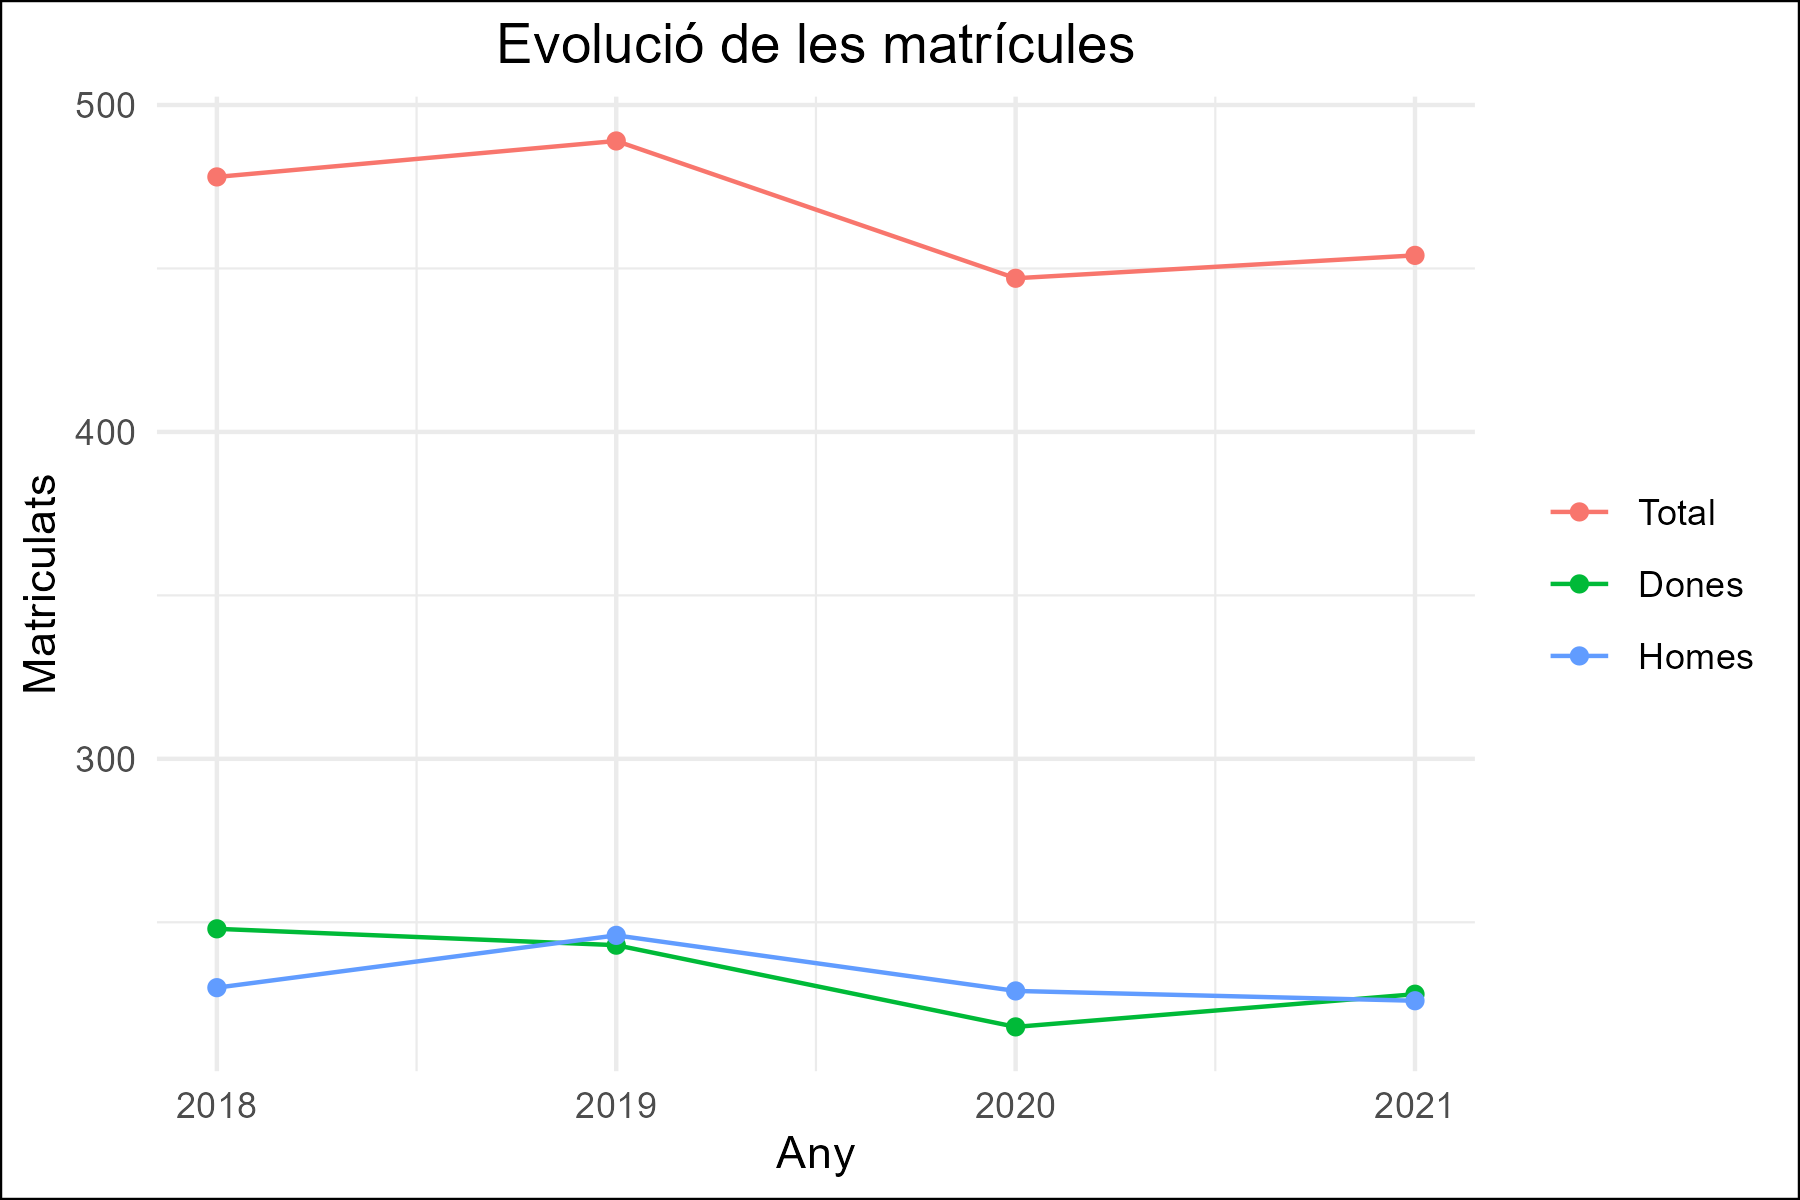 Evolució de les matrícules
500
400
300
Matriculats
2018
2019
2020
2021
Any
Total
Dones
Homes